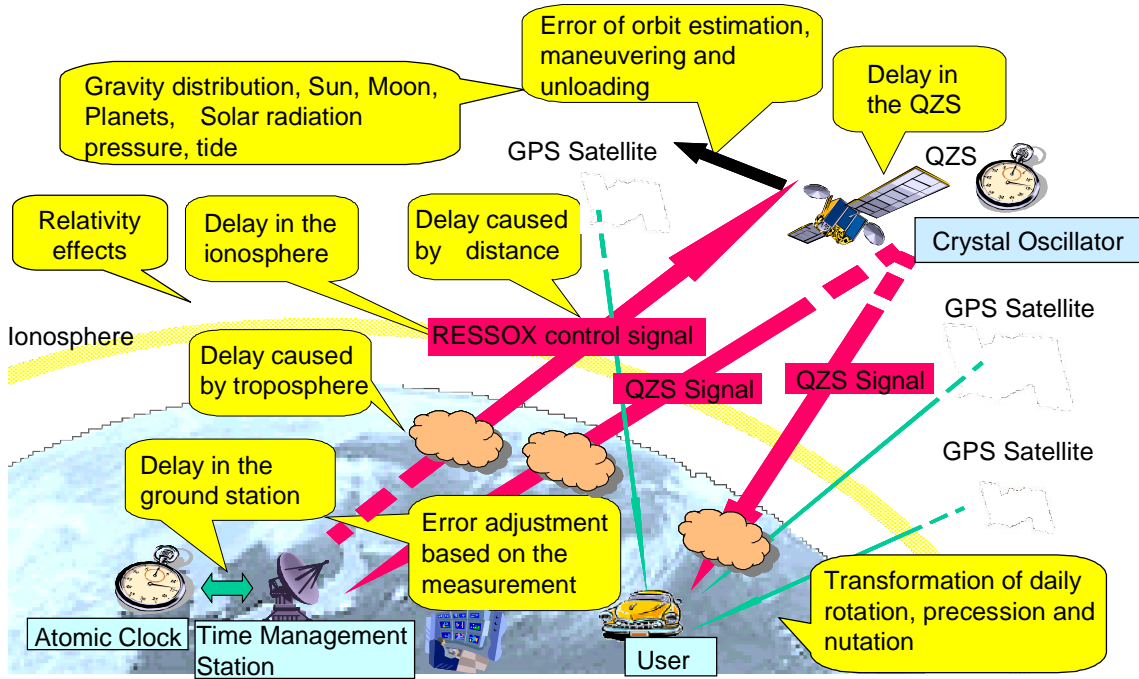 Error of orbit estimation,
maneuvering and
unloading
Gravity distribution, Sun, Moon,
Planets, Solar radiation
pressure, tide
Delay in
the QZS
GPS Satellite
QZS
Crystal Oscillator
Relativity
effects
Delay in the
ionosphere
Delay caused
by distance
Ionosphere
RESSOX control signal
GPS Satellite
Delay caused
by troposphere
QZS Signal
QZS Signal
GPS Satellite
Delay in the
ground station
Error adjustment
based on the
measurement
Transformation of daily
rotation, precession and
nutation
Atomic Clock
Time Management
Station
User